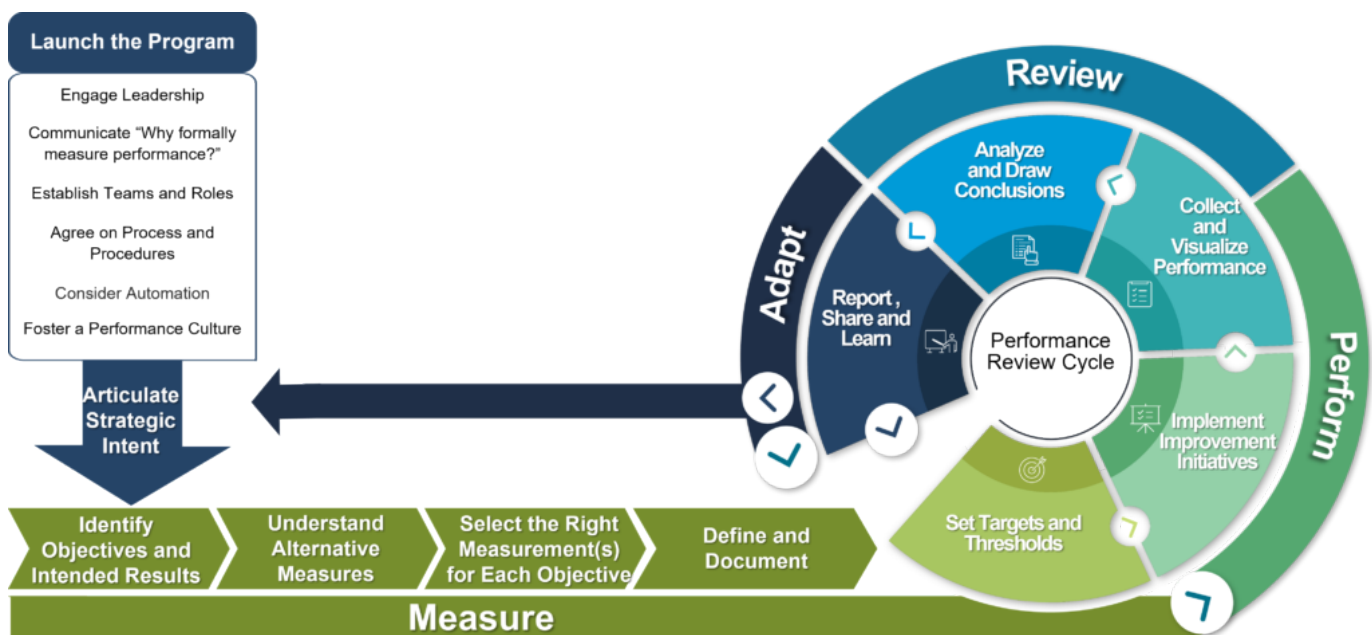 Launch the Program
Engage Leadership
Communicate “Why formally
measure performance?”
Establish Teams and Roles
Agree on Process and
Procedures
Consider Automation
Foster a Performance Culture
Articulate
Strategic
Intent
Identify
Objectives and
Intended Results
Understand
Alternative
Measures
Select the Right
Measurement(s)
for Each Objective
Define and
Document
Measure
Set Targets and
Thresholds
Implement
Improvement
Initiatives
Perform
Collect
and
Visualize
Performance
Review
Analyze
and Draw
Conclusions
Adapt
Report ,
Share and
Learn
Performance
Review Cycle